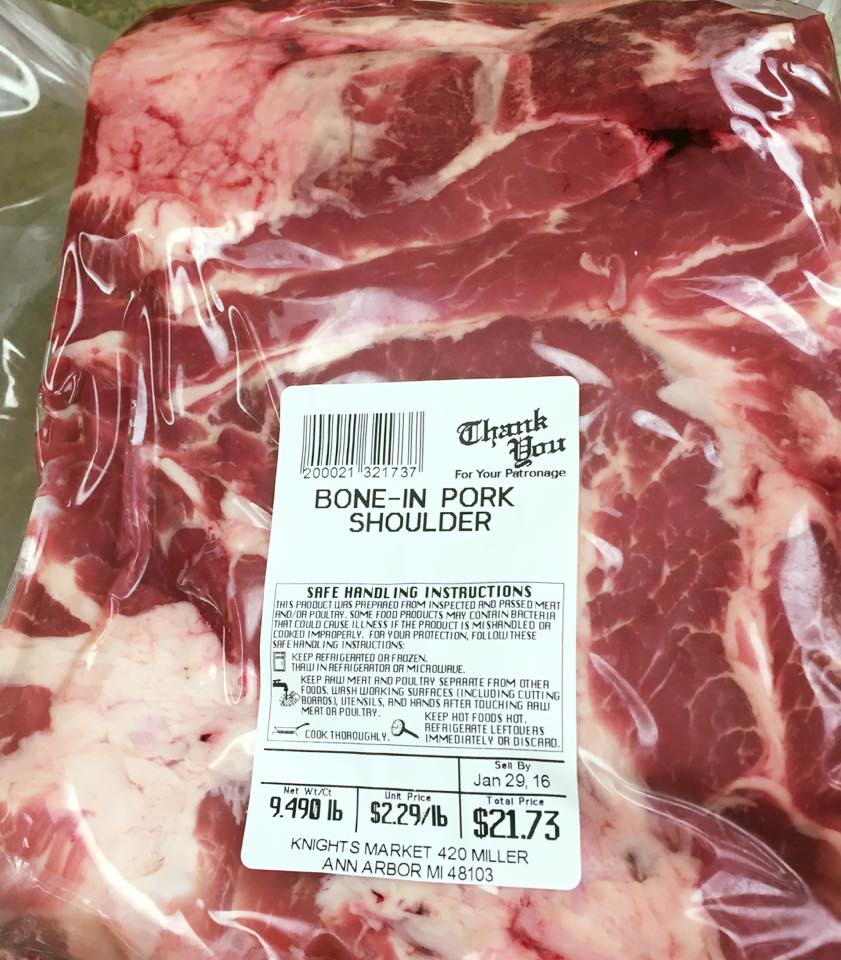 Thank
You
For Your Patronage
200021 321737
BONE-IN PORK
SHOULDER
SAFE HANDLING INSTRUCTIONS
THIS PRODUCT WAS PREPARED FROM INSPECTED AND PASSED MEAT
AND/OR POULTRY. SOME FOOD PRODUCTS MAY CONTAIN BACTERIA
THAT COULD CAUSE ILLNESS IF THE PRODUCT IS MISHANDLED OR
COOKED IMPROPERLY. FOR YOUR PROTECTION, FOLLOW THESE
SAFE HANDLING INSTRUCTIONS:
KEEP REFRIGERATED OR FROZEN.
THAW IN REFRIGERATOR OR MICROWAVE.
KEEP RAW MEAT AND POULTRY SEPARATE FROM OTHER
FOODS. WASH WORKING SURFACES (INCLUDING CUTTING
BOARDS), UTENSILS, AND HANDS AFTER TOUCHING RAW
MEAT OR POULTRY.
COOK THOROUGHLY.
KEEP HOT FOODS HOT.
REFRIGERATE LEFTOVERS
IMMEDIATELY OR DISCARD.
Sell By
Jan 29, 16
Net Wt/Ct
9.490 lb
Unit Price
$2.29/lb
Total Price
$21.73
KNIGHTS MARKET 420 MILLER
ANN ARBOR MI 48103